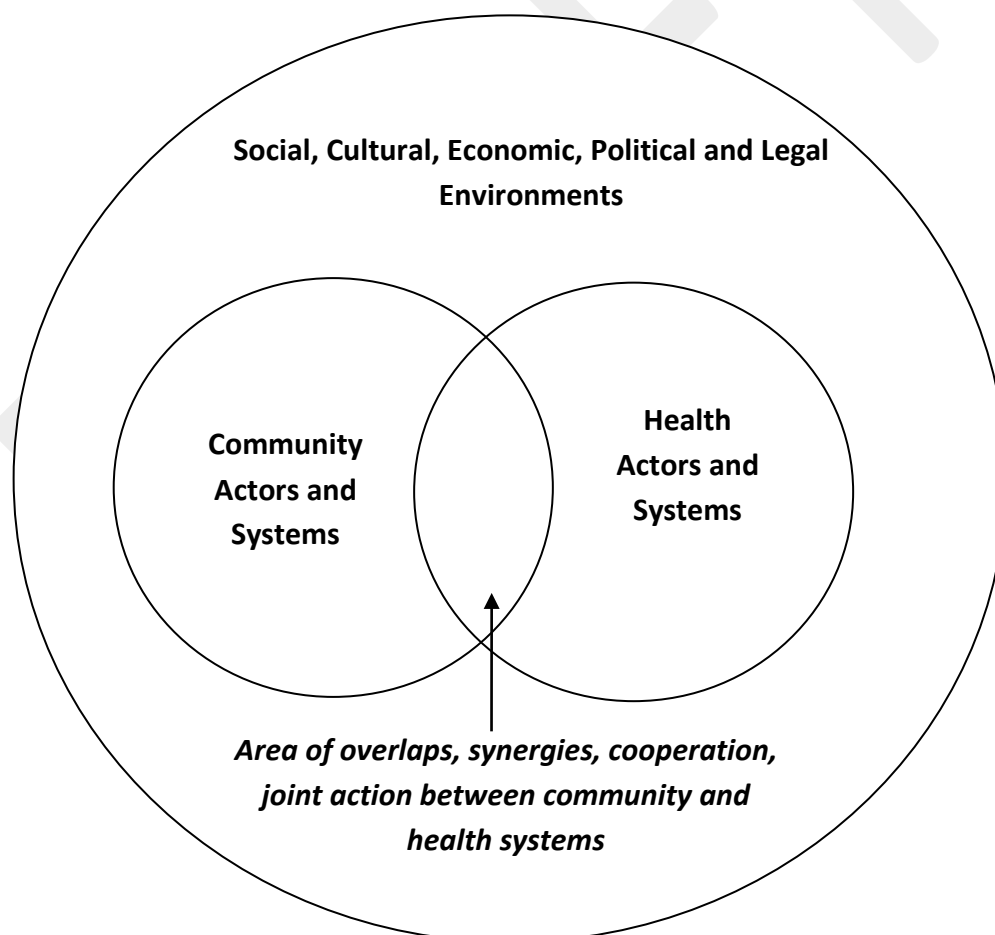 Social, Cultural, Economic, Political and Legal
Environments
Community
Actors and
Systems
Health
Actors and
Systems
Area of overlaps, synergies, cooperation,
joint action between community and
health systems